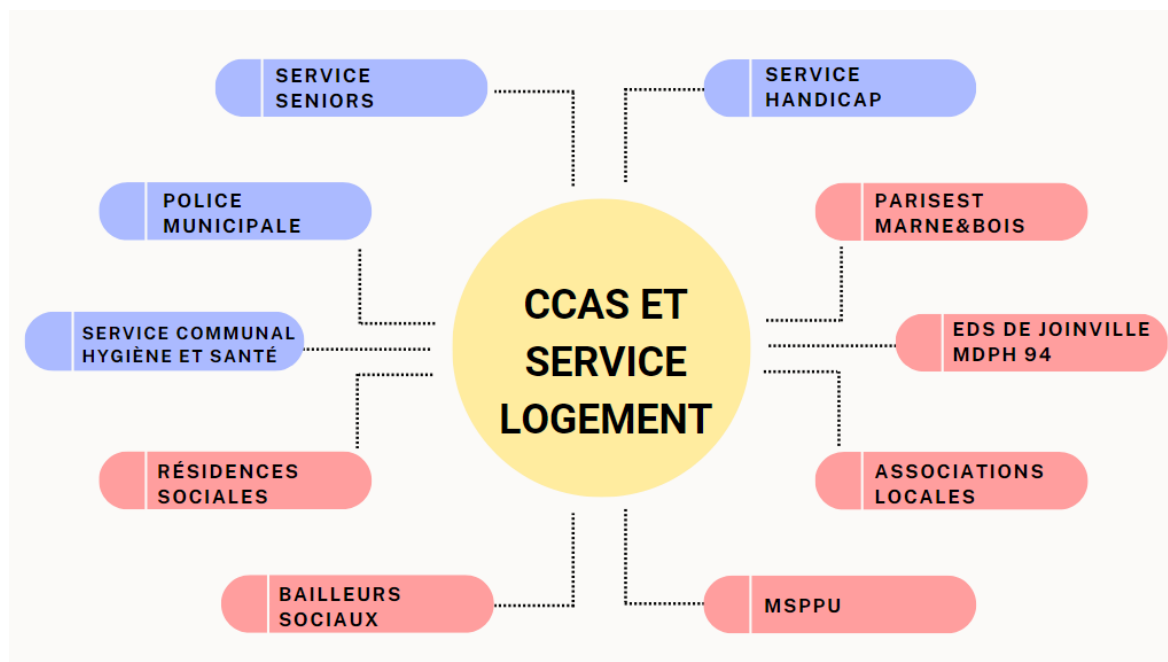 SERVICE
SENIORS
SERVICE
HANDICAP
POLICE
MUNICIPALE
PARISEST
MARNE&BOIS
CCAS ET
SERVICE
LOGEMENT
SERVICE COMMUNAL
HYGIÈNE ET SANTÉ
EDS DE JOINVILLE
MDPH 94
RÉSIDENCES
SOCIALES
ASSOCIATIONS
LOCALES
BAILLEURS
SOCIAUX
MSPPU